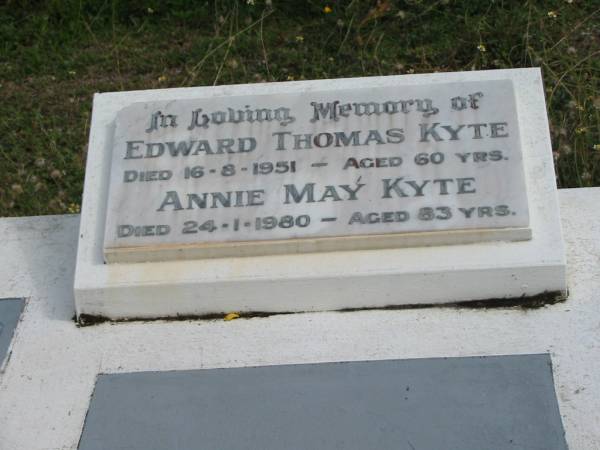 In Loving Memory of
EDWARD THOMAS KYTE
DIED 16-8-1951 - AGED 60 YRS.
ANNIE MAY KYTE
DIED 24-1-1980 - AGED 83 YRS.